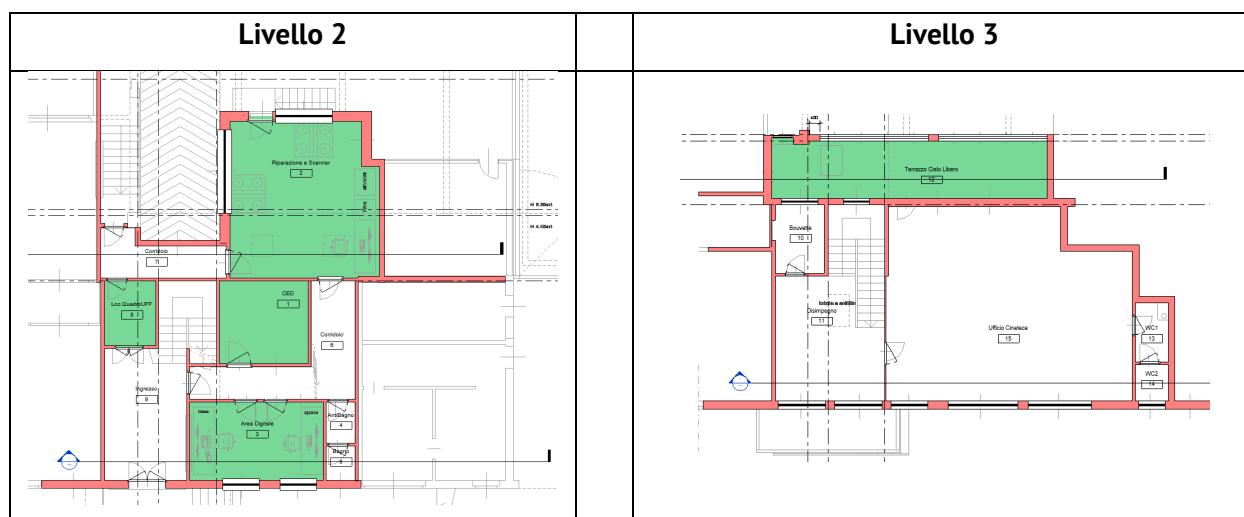 Livello 2
Livello 3
Riparazione e Scanner
2
H 8.00mt
H 4.50mt
Corridoio
7
CED
1
Loc.QuadroUFF
8
Corridoio
6
Ingresso
9
Area Digitale
3
AntiBagno
4
Bagno
5
Terrazzo Cielo Libero
12
Bouvette
10
Disimpegno
11
Ufficio Cineteca
15
WC1
13
WC2
14